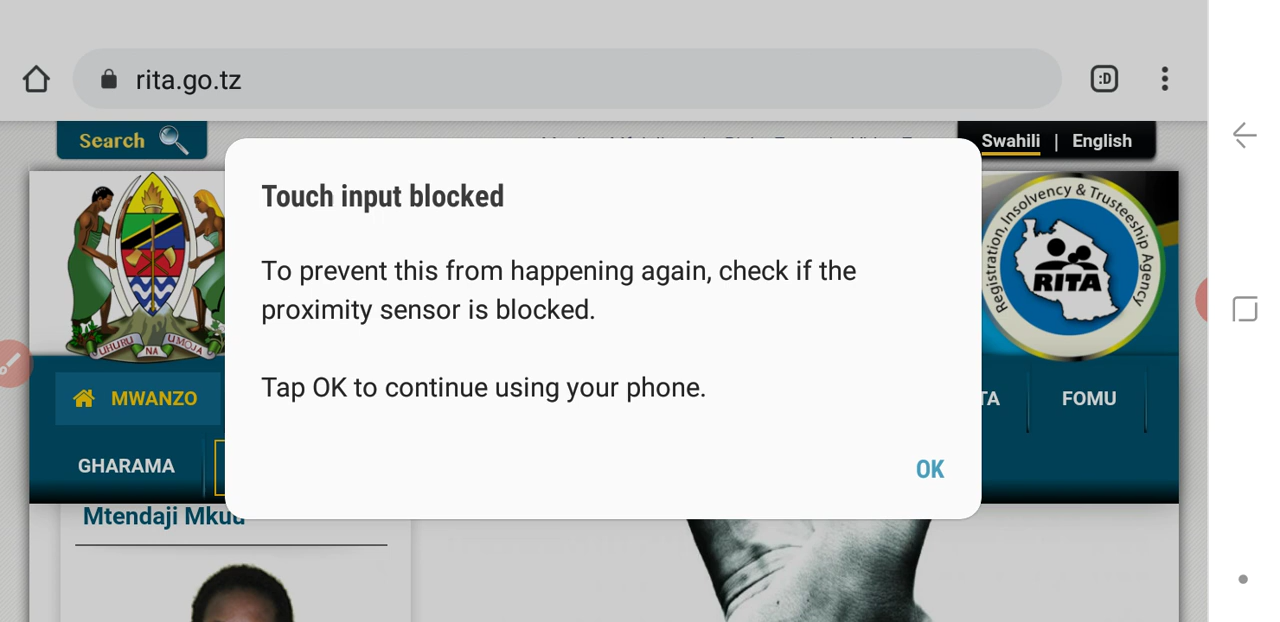 rita.go.tz
:D
Search
Swahili | English
Touch input blocked
To prevent this from happening again, check if the
proximity sensor is blocked.
Tap OK to continue using your phone.
OK
UHURU NA UMOJA
Registration, Insolvency & Trusteeship Agency
RITA
MWANZO
TA
FOMU
GHARAMA
Mtendaji Mkuu